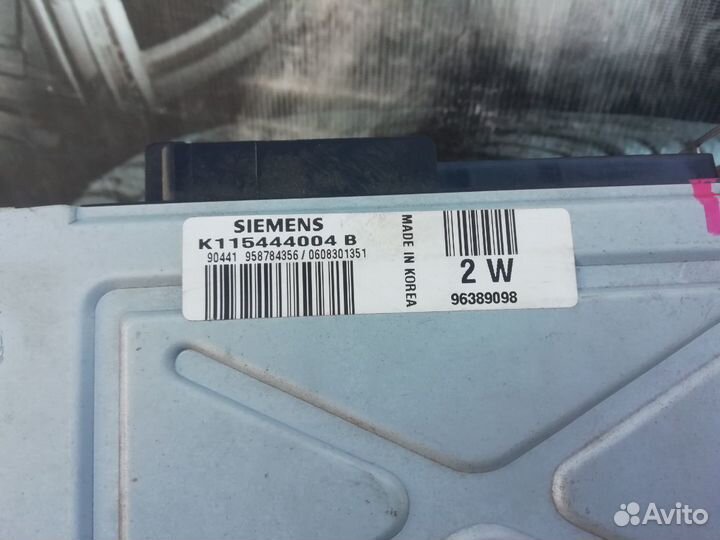 SIEMENS
K115444004 B
90441 958784356 / 0608301351
MADE IN KOREA
2 W
96389098
Avito